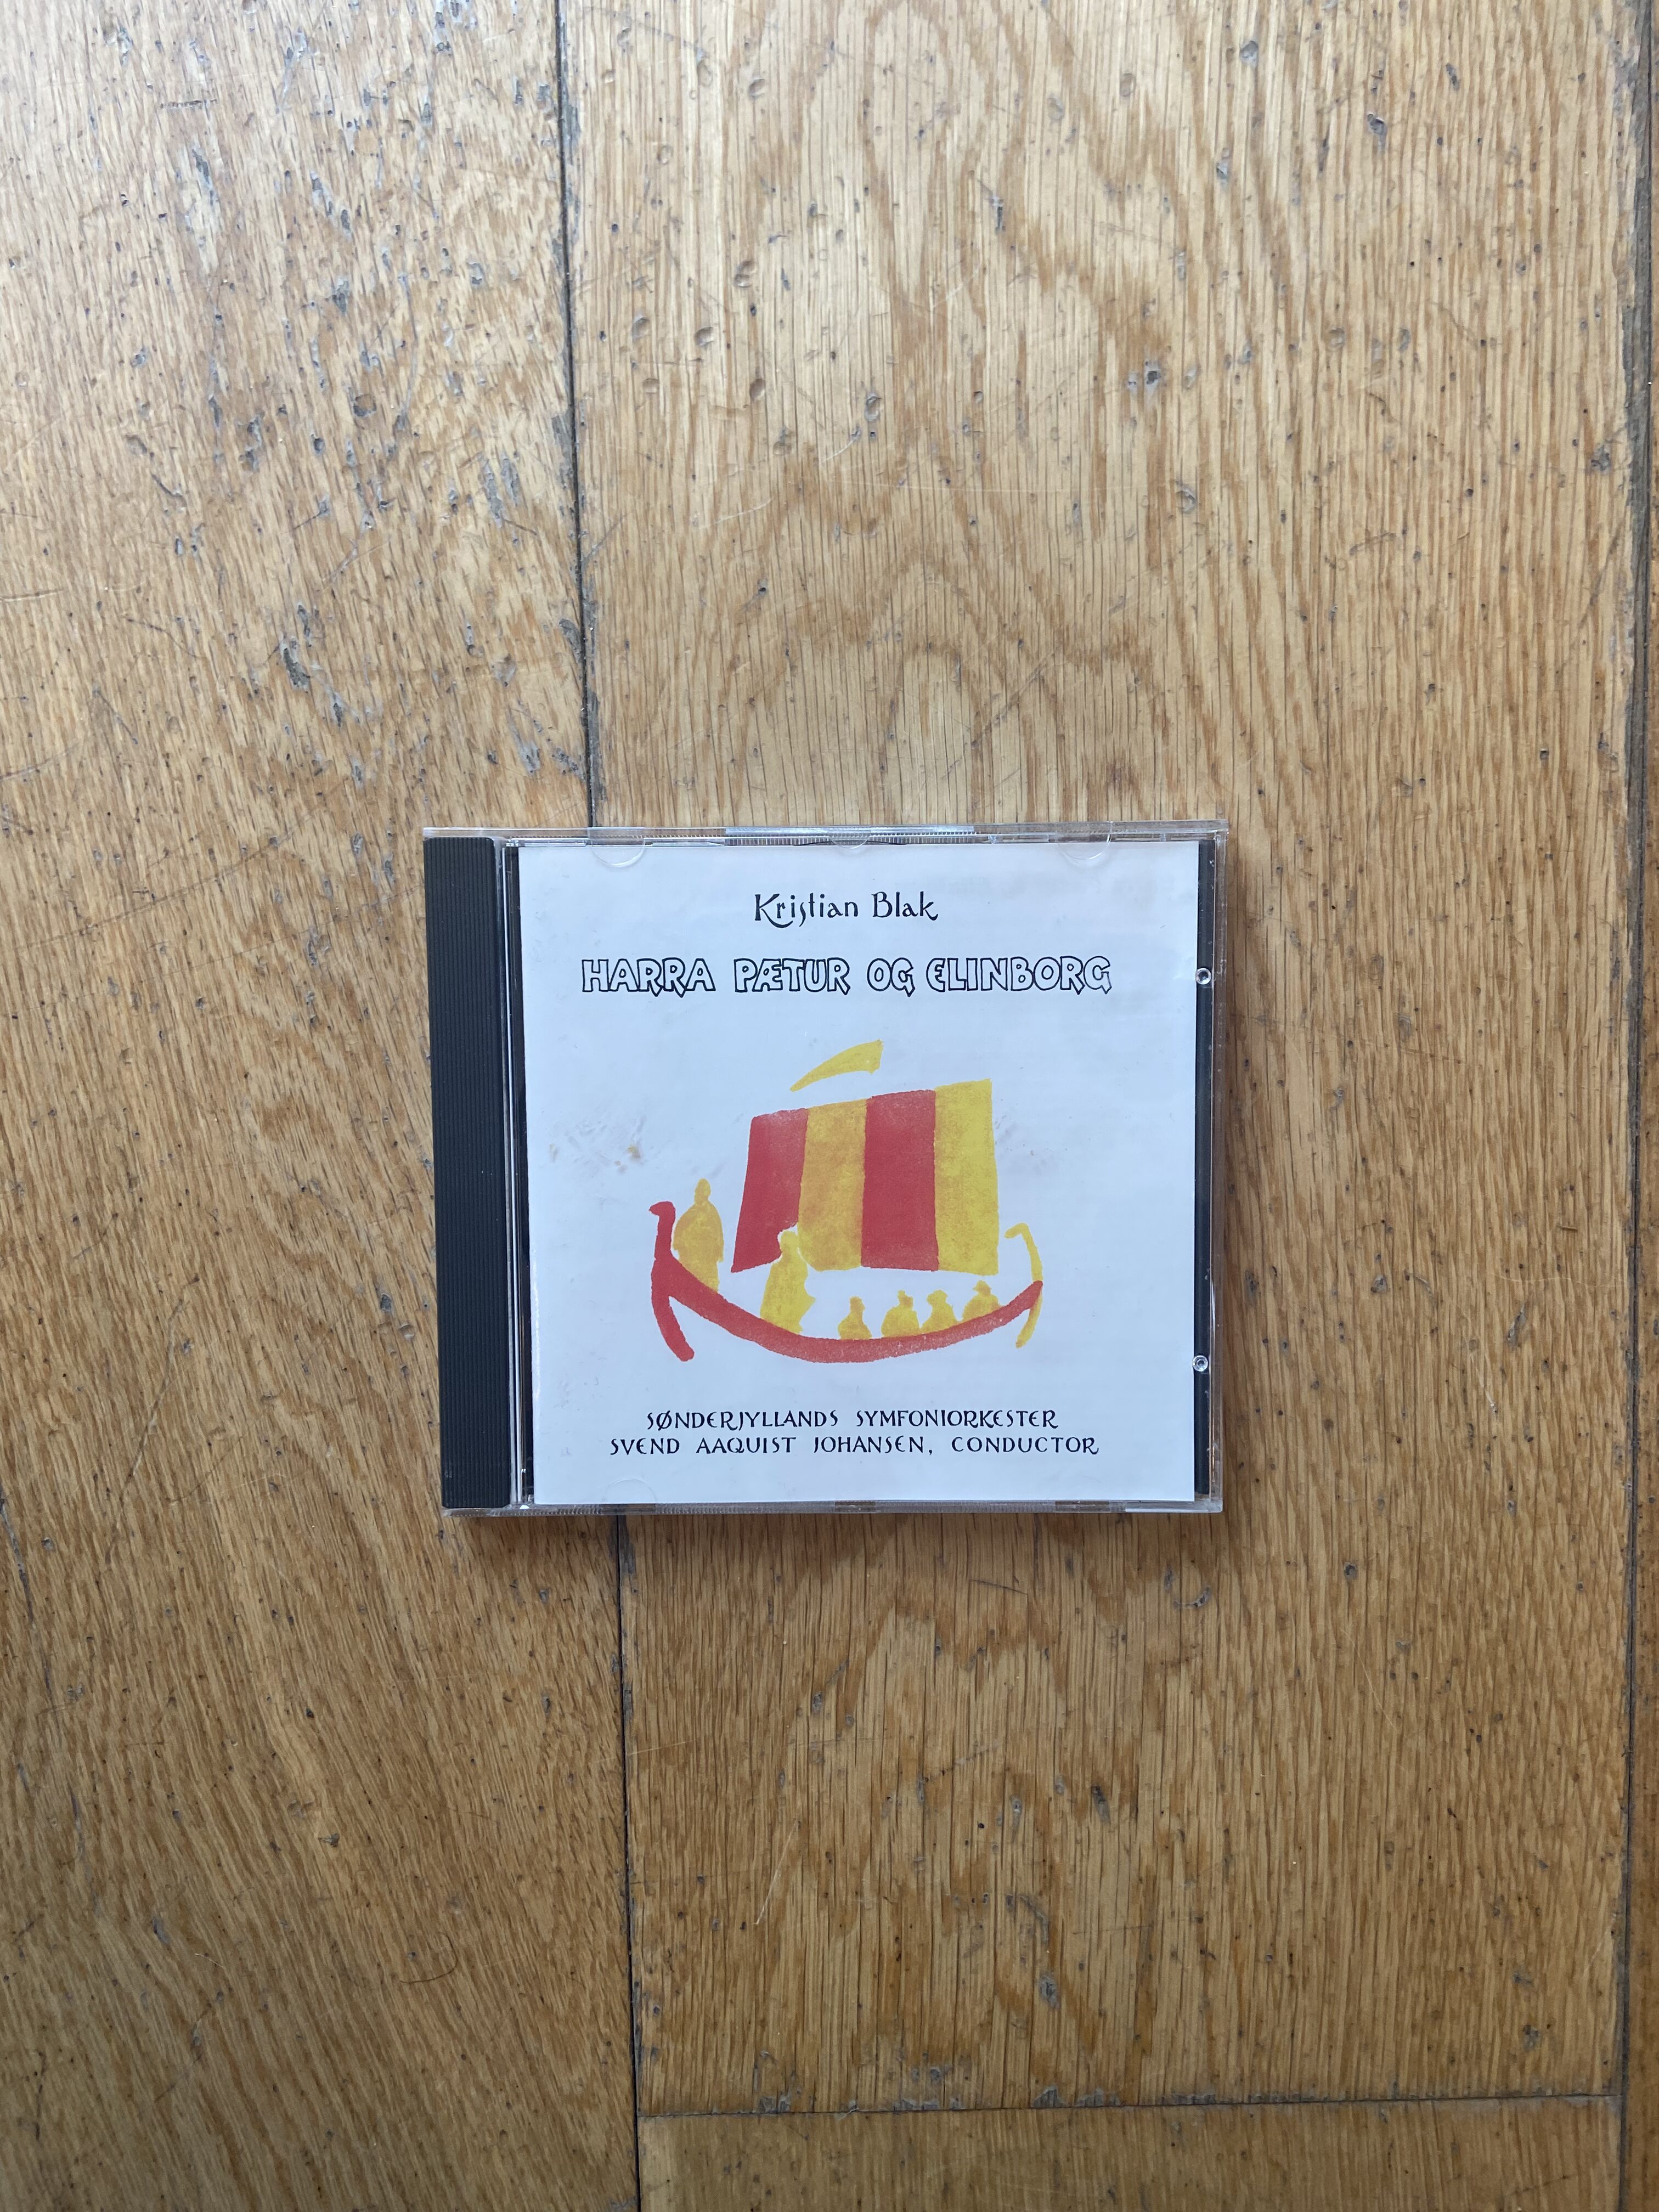 Kristian Blak
HARRA PÆTUR OG ELINBORG
SØNDERJYLLANDS SYMFONIORKESTER
SVEND AAQUIST JOHANSEN, CONDUCTOR